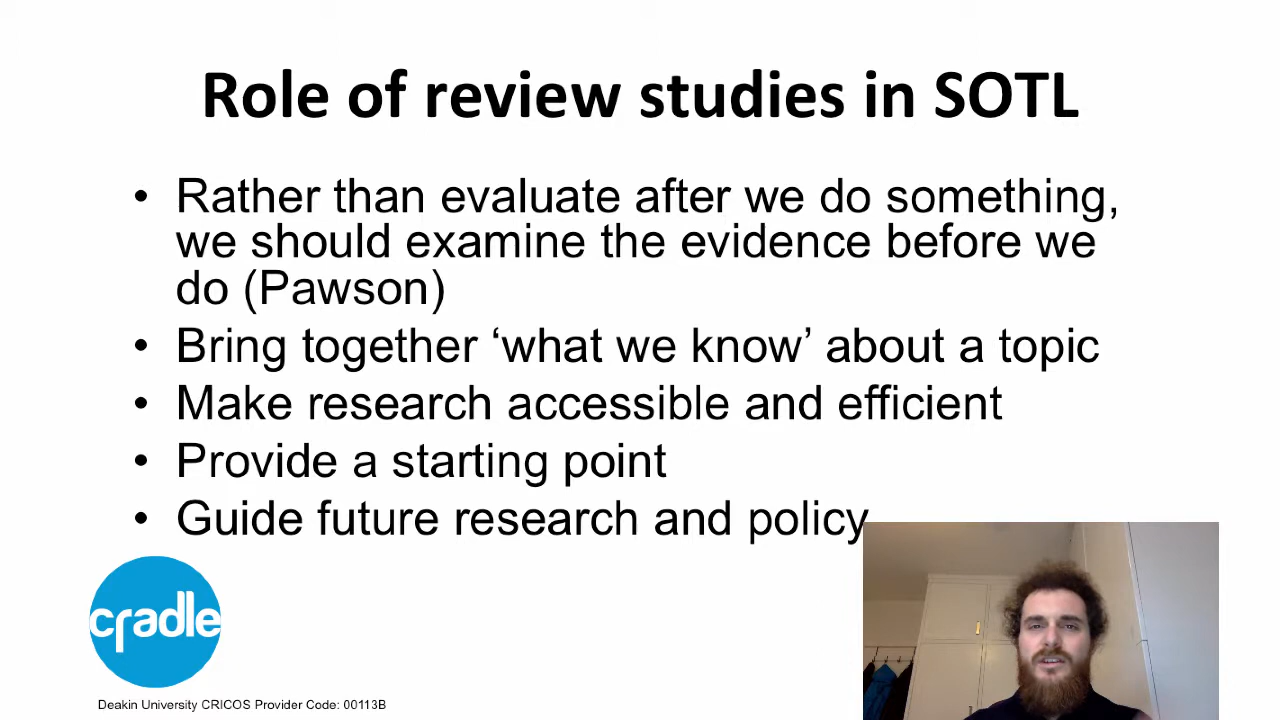 Role of review studies in SOTL
• Rather than evaluate after we do something,
we should examine the evidence before we
do (Pawson)
• Bring together ‘what we know’ about a topic
• Make research accessible and efficient
• Provide a starting point
• Guide future research and policy
cradle
Deakin University CRICOS Provider Code: 00113B